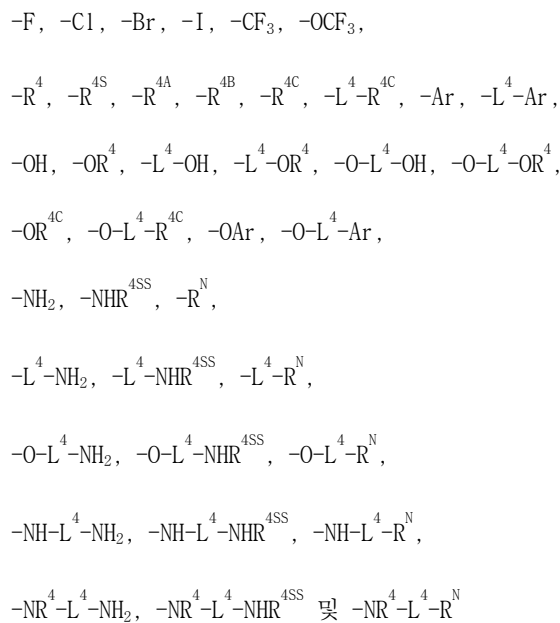 -F, -Cl, -Br, -I, -CF₃, -OCF₃,
-R⁴, -R⁴ˢ, -R⁴ᴬ, -R⁴ᴮ, -R⁴ᶜ, -L⁴-R⁴ᶜ, -Ar, -L⁴-Ar,
-OH, -OR⁴, -L⁴-OH, -L⁴-OR⁴, -O-L⁴-OH, -O-L⁴-OR⁴,
-OR⁴ᶜ, -O-L⁴-R⁴ᶜ, -OAr, -O-L⁴-Ar,
-NH₂, -NHR⁴ˢˢ, -Rᴺ,
-L⁴-NH₂, -L⁴-NHR⁴ˢˢ, -L⁴-Rᴺ,
-O-L⁴-NH₂, -O-L⁴-NHR⁴ˢˢ, -O-L⁴-Rᴺ,
-NH-L⁴-NH₂, -NH-L⁴-NHR⁴ˢˢ, -NH-L⁴-Rᴺ,
-NR⁴-L⁴-NH₂, -NR⁴-L⁴-NHR⁴ˢˢ 및 -NR⁴-L⁴-Rᴺ